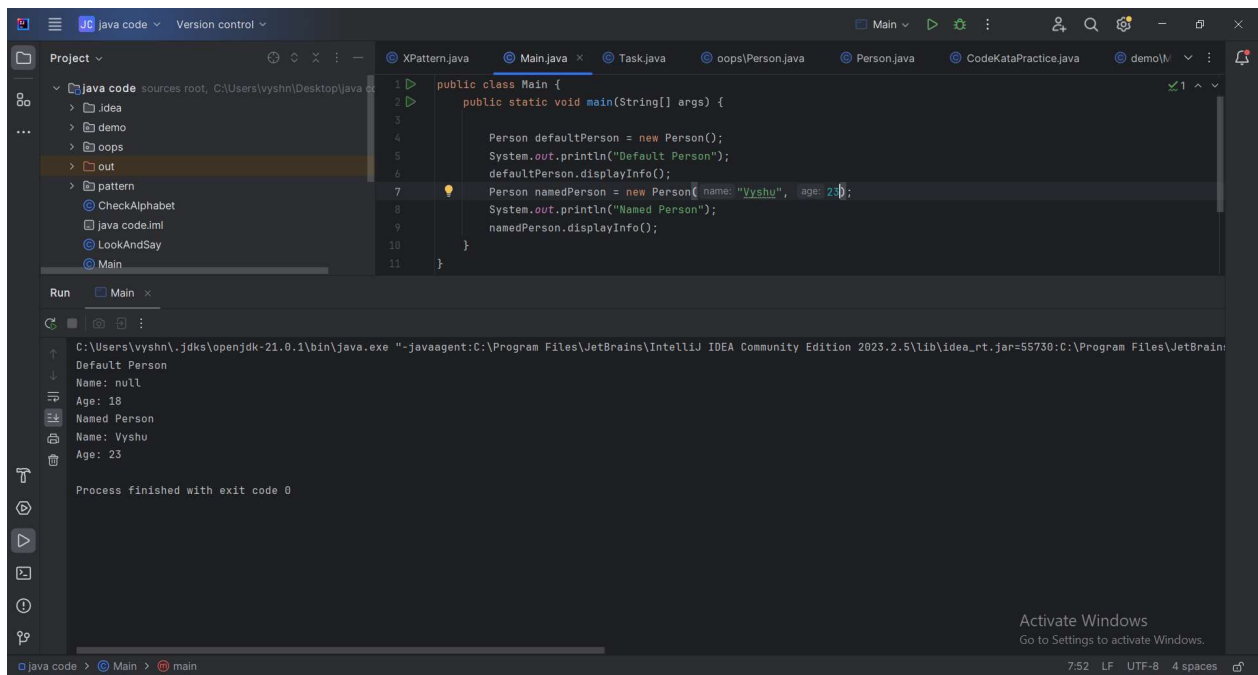 JC java code Version control Main
Project
XPattern.java Main.java Task.java oops\Person.java Person.java CodeKataPractice.java demo\M
java code sources root, C:\Users\vyshn\Desktop\java co
.idea
demo
oops
out
pattern
CheckAlphabet
java code.iml
LookAndSay
Main
1 public class Main {
2 public static void main(String[] args) {
3
4 Person defaultPerson = new Person();
5 System.out.println("Default Person");
6 defaultPerson.displayInfo();
7 Person namedPerson = new Person( name: "Vyshu", age: 23);
8 System.out.println("Named Person");
9 namedPerson.displayInfo();
10 }
11 }
1
Run Main
C:\Users\vyshn\.jdks\openjdk-21.0.1\bin\java.exe "-javaagent:C:\Program Files\JetBrains\IntelliJ IDEA Community Edition 2023.2.5\lib\idea_rt.jar=55730:C:\Program Files\JetBrains
Default Person
Name: null
Age: 18
Named Person
Name: Vyshu
Age: 23
Process finished with exit code 0
Activate Windows
Go to Settings to activate Windows.
java code > Main > main 7:52 LF UTF-8 4 spaces